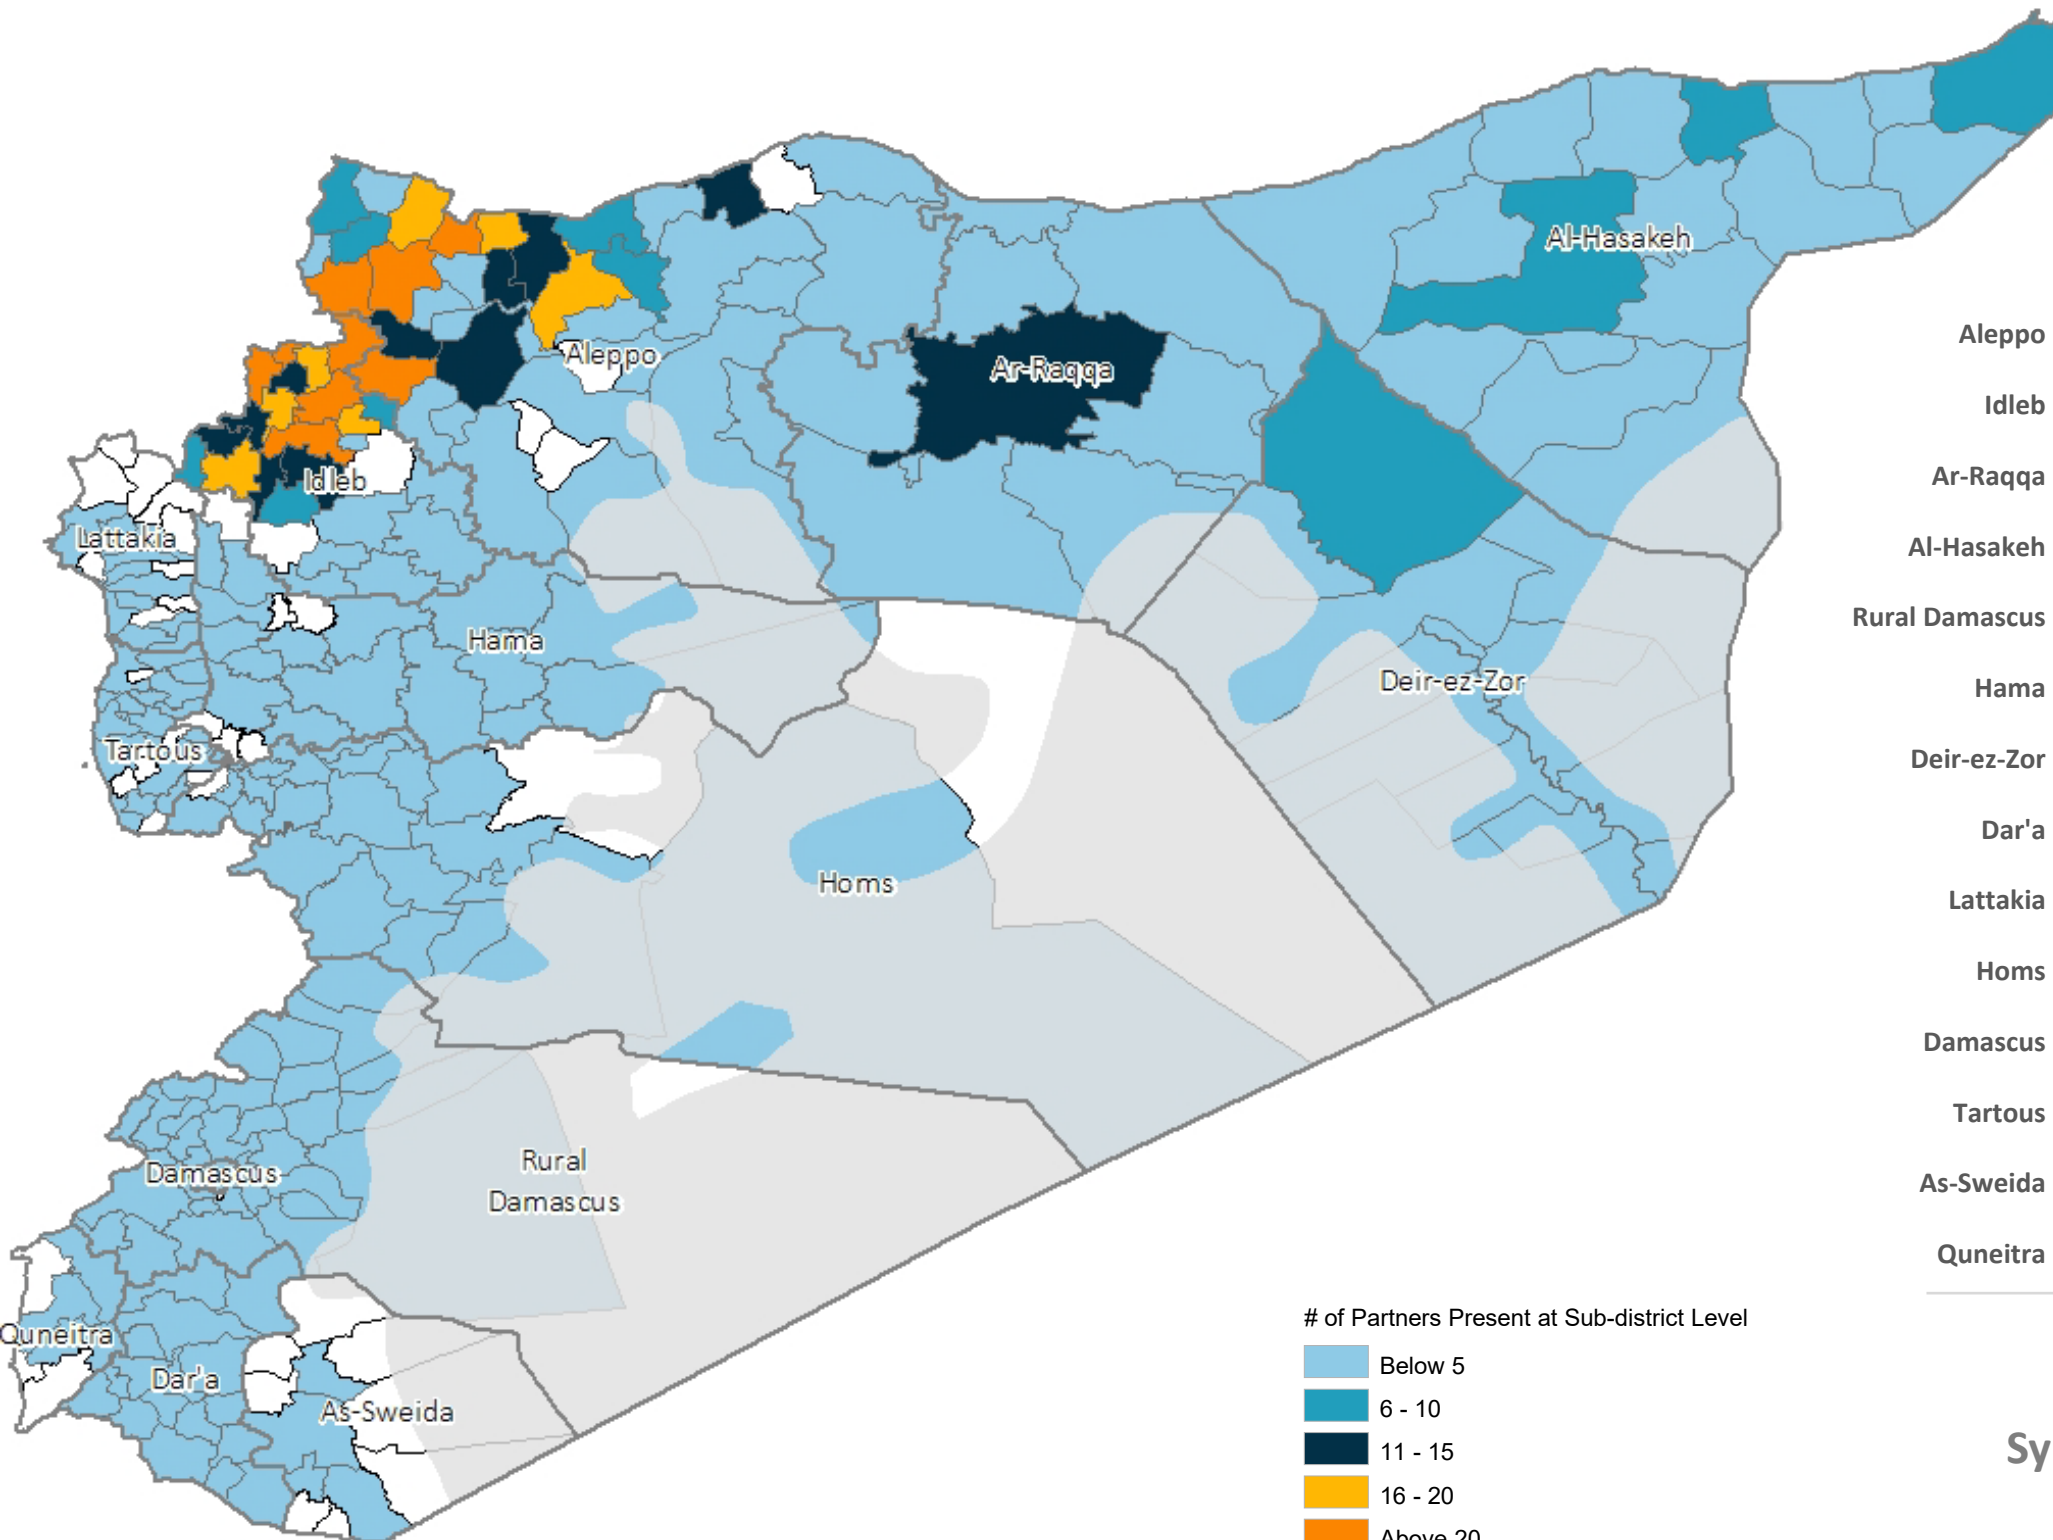 Al-Hasakeh
Aleppo
Ar-Raqqa
Idleb
Lattakia
Hama
Deir-ez-Zor
Tartous
Homs
Rural
Damascus
Damascus
Quneitra
Dar'a
As-Sweida
Aleppo
Idleb
Ar-Raqqa
Al-Hasakeh
Rural Damascus
Hama
Deir-ez-Zor
Dar'a
Lattakia
Homs
Damascus
Tartous
As-Sweida
Quneitra
# of Partners Present at Sub-district Level
Below 5
6 - 10
11 - 15
16 - 20
Above 20
Sy